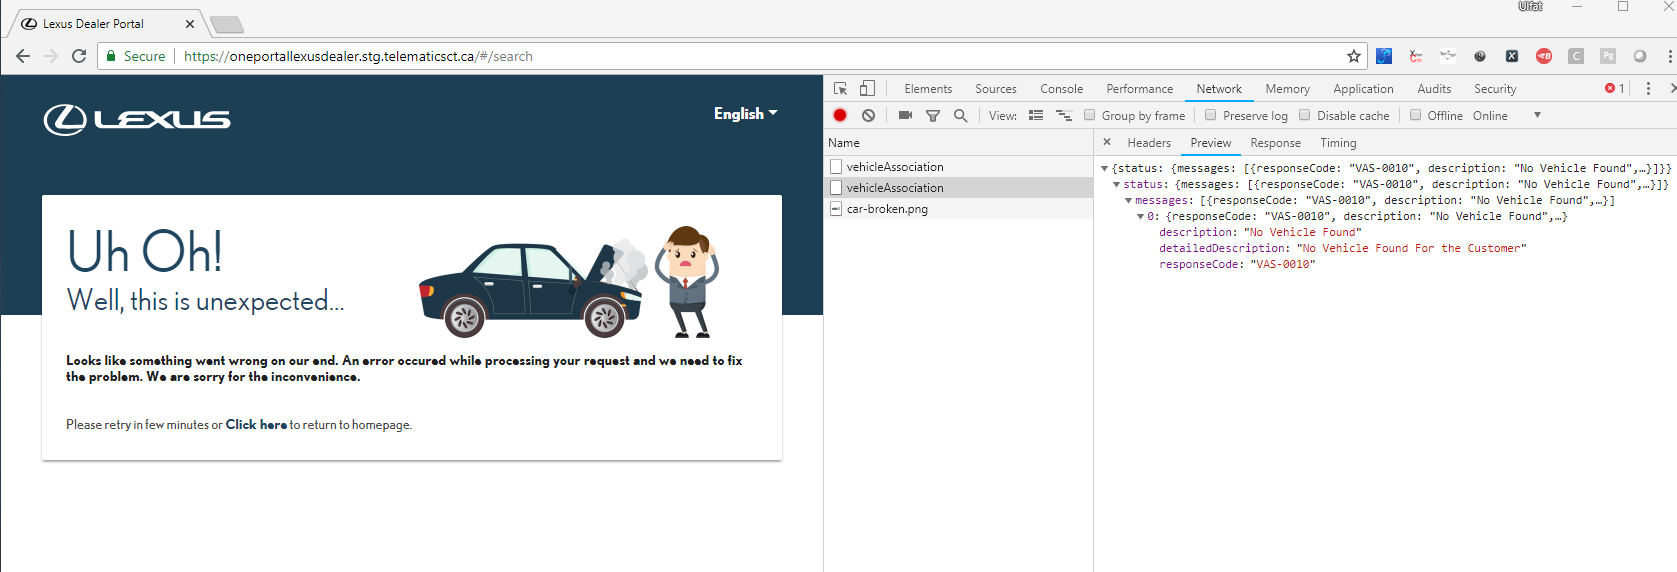 Lexus Dealer Portal
Ulfat
Secure
https://oneportallexusdealer.stg.telematicsct.ca/#/search
LEXUS
English
Uh Oh!
Well, this is unexpected...
Looks like something went wrong on our end. An error occured while processing your request and we need to fix
the problem. We are sorry for the inconvenience.
Please retry in few minutes or Click here to return to homepage.
Elements Sources Console Performance Network Memory Application Audits Security 1
View: Group by frame Preserve log Disable cache Offline Online
Name
vehicleAssociation
vehicleAssociation
car-broken.png
Headers Preview Response Timing
{status: {messages: [{responseCode: "VAS-0010", description: "No Vehicle Found",…}]}}
status: {messages: [{responseCode: "VAS-0010", description: "No Vehicle Found",…}]}
messages: [{responseCode: "VAS-0010", description: "No Vehicle Found",…}]
0: {responseCode: "VAS-0010", description: "No Vehicle Found",…}
description: "No Vehicle Found"
detailedDescription: "No Vehicle Found For the Customer"
responseCode: "VAS-0010"